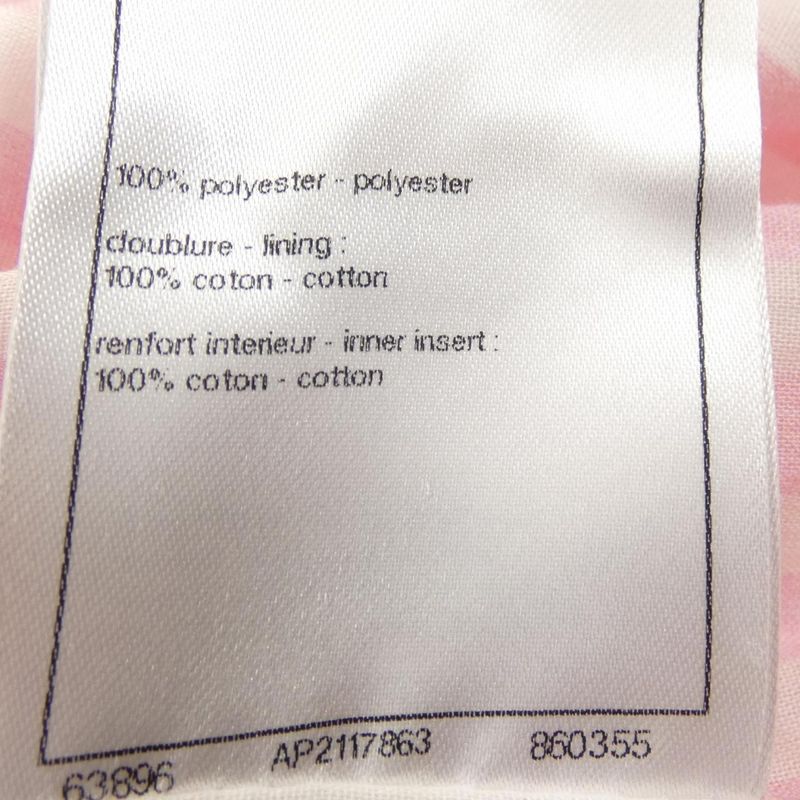 100% polyester - polyester
doublure - lining :
100% coton - cotton
renfort interieur - inner insert :
100% coton - cotton
63896 AP2117863 860355